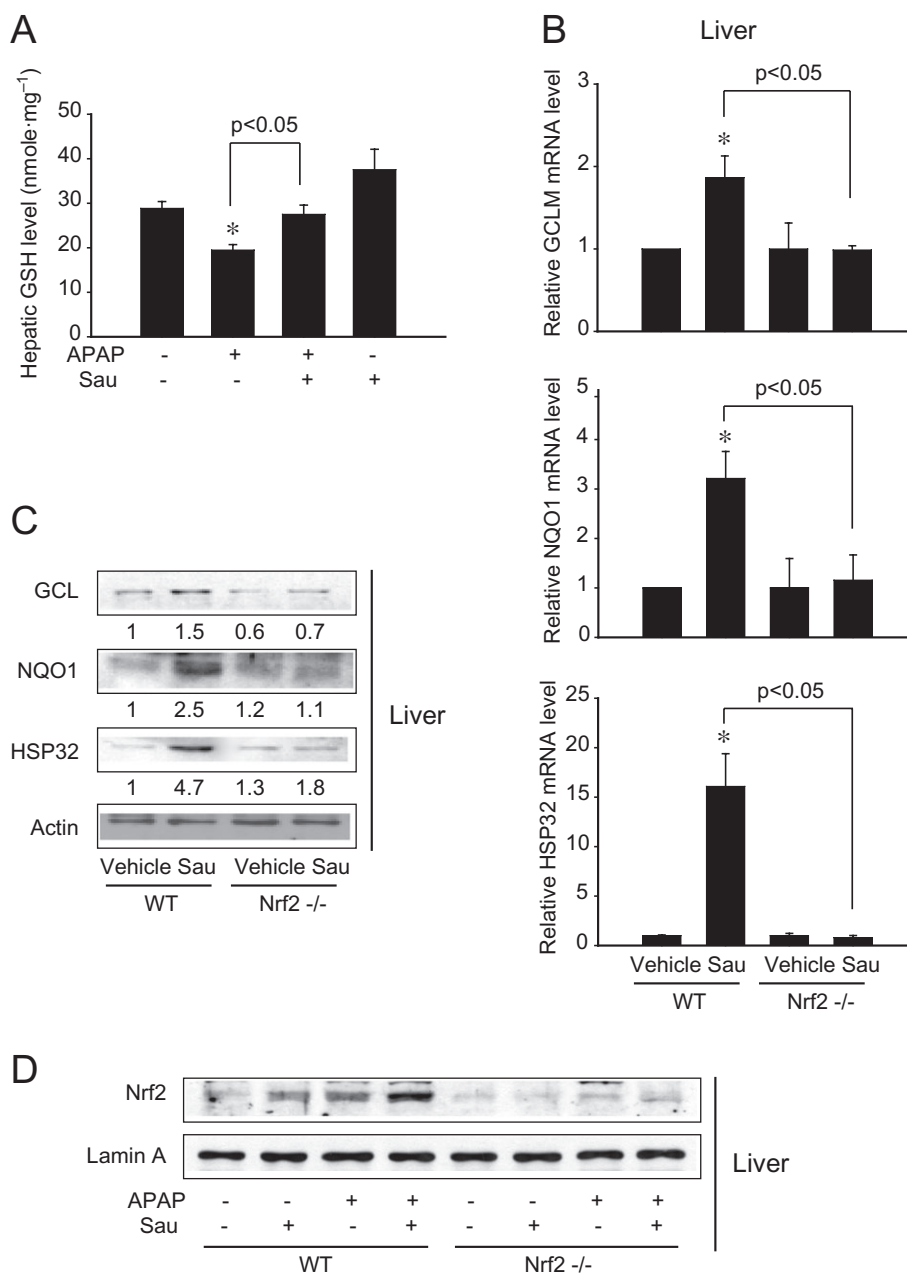 A
Hepatic GSH level (nmole·mg⁻¹)
50
40
30
20
10
0
p<0.05
*
APAP - + + -
Sau - - + +
B
Liver
Relative GCLM mRNA level
3
2
1
0
p<0.05
*
Relative NQO1 mRNA level
5
4
3
2
1
0
p<0.05
*
Relative HSP32 mRNA level
25
20
15
10
5
0
p<0.05
*
Vehicle Sau Vehicle Sau
WT Nrf2 -/-
C
GCL
1 1.5 0.6 0.7
NQO1
1 2.5 1.2 1.1
HSP32
1 4.7 1.3 1.8
Actin
Vehicle Sau Vehicle Sau
WT Nrf2 -/-
Liver
D
Nrf2
Lamin A
APAP - - + + - - + +
Sau - + - + - + - +
WT Nrf2 -/-
Liver